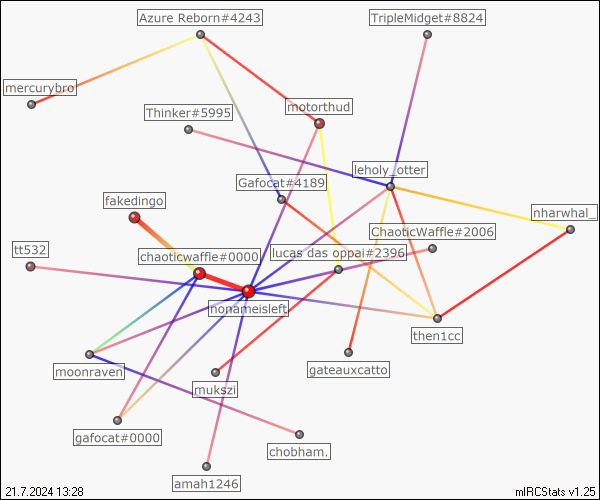 Azure Reborn#4243
TripleMidget#8824
mercurybro
Thinker#5995
motorthud
leholy_otter
Gafocat#4189
fakedingo
nharwhal_
ChaoticWaffle#2006
tt532
chaoticwaffle#0000
lucas das oppai#2396
nonameisleft
then1cc
moonraven
gateauxcatto
mukszi
gafocat#0000
chobham.
amah1246
21.7.2024 13:28
mIRCStats v1.25